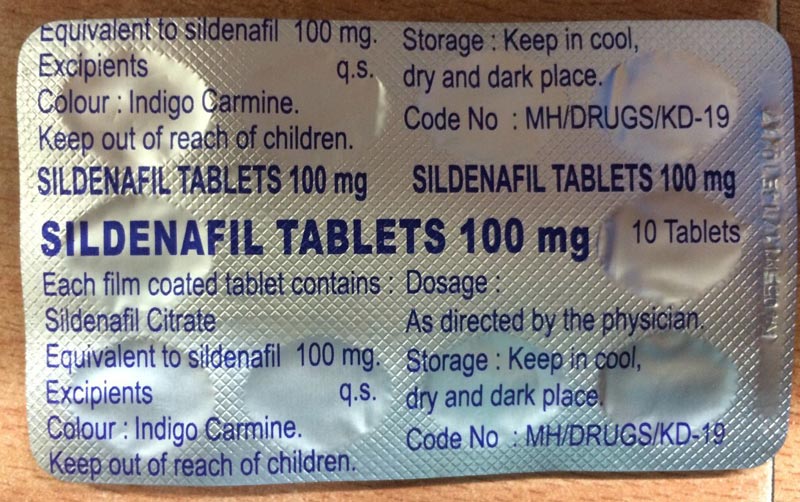 Equivalent to sildenafil 100 mg.
Excipients q.s.
Colour : Indigo Carmine.
Keep out of reach of children.
Storage : Keep in cool,
dry and dark place.
Code No : MH/DRUGS/KD-19
SILDENAFIL TABLETS 100 mg
SILDENAFIL TABLETS 100 mg
SILDENAFIL TABLETS 100 mg
10 Tablets
Each film coated tablet contains :
Sildenafil Citrate
Equivalent to sildenafil 100 mg.
Excipients q.s.
Colour : Indigo Carmine.
Keep out of reach of children.
Dosage :
As directed by the physician.
Storage : Keep in cool,
dry and dark place.
Code No : MH/DRUGS/KD-19